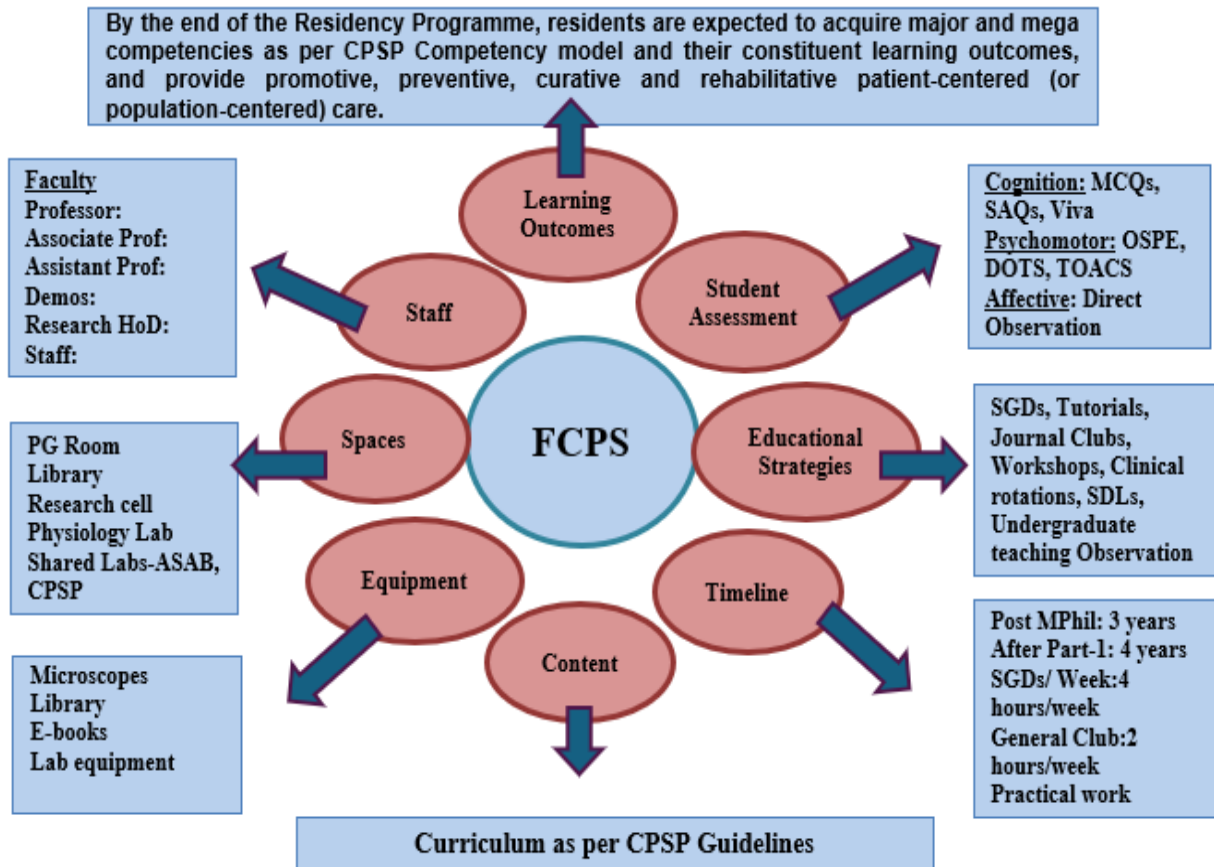 By the end of the Residency Programme, residents are expected to acquire major and mega
competencies as per CPSP Competency model and their constituent learning outcomes,
and provide promotive, preventive, curative and rehabilitative patient-centered (or
population-centered) care.
Faculty
Professor:
Associate Prof:
Assistant Prof:
Demos:
Research HoD:
Staff:
Learning
Outcomes
Cognition: MCQs,
SAQs, Viva
Psychomotor: OSPE,
DOTS, TOACS
Affective: Direct
Observation
Staff
Student
Assessment
FCPS
Spaces
Educational
Strategies
PG Room
Library
Research cell
Physiology Lab
Shared Labs-ASAB,
CPSP
SGDs, Tutorials,
Journal Clubs,
Workshops, Clinical
rotations, SDLs,
Undergraduate
teaching Observation
Equipment
Timeline
Content
Microscopes
Library
E-books
Lab equipment
Post MPhil: 3 years
After Part-1: 4 years
SGDs/ Week:4
hours/week
General Club:2
hours/week
Practical work
Curriculum as per CPSP Guidelines